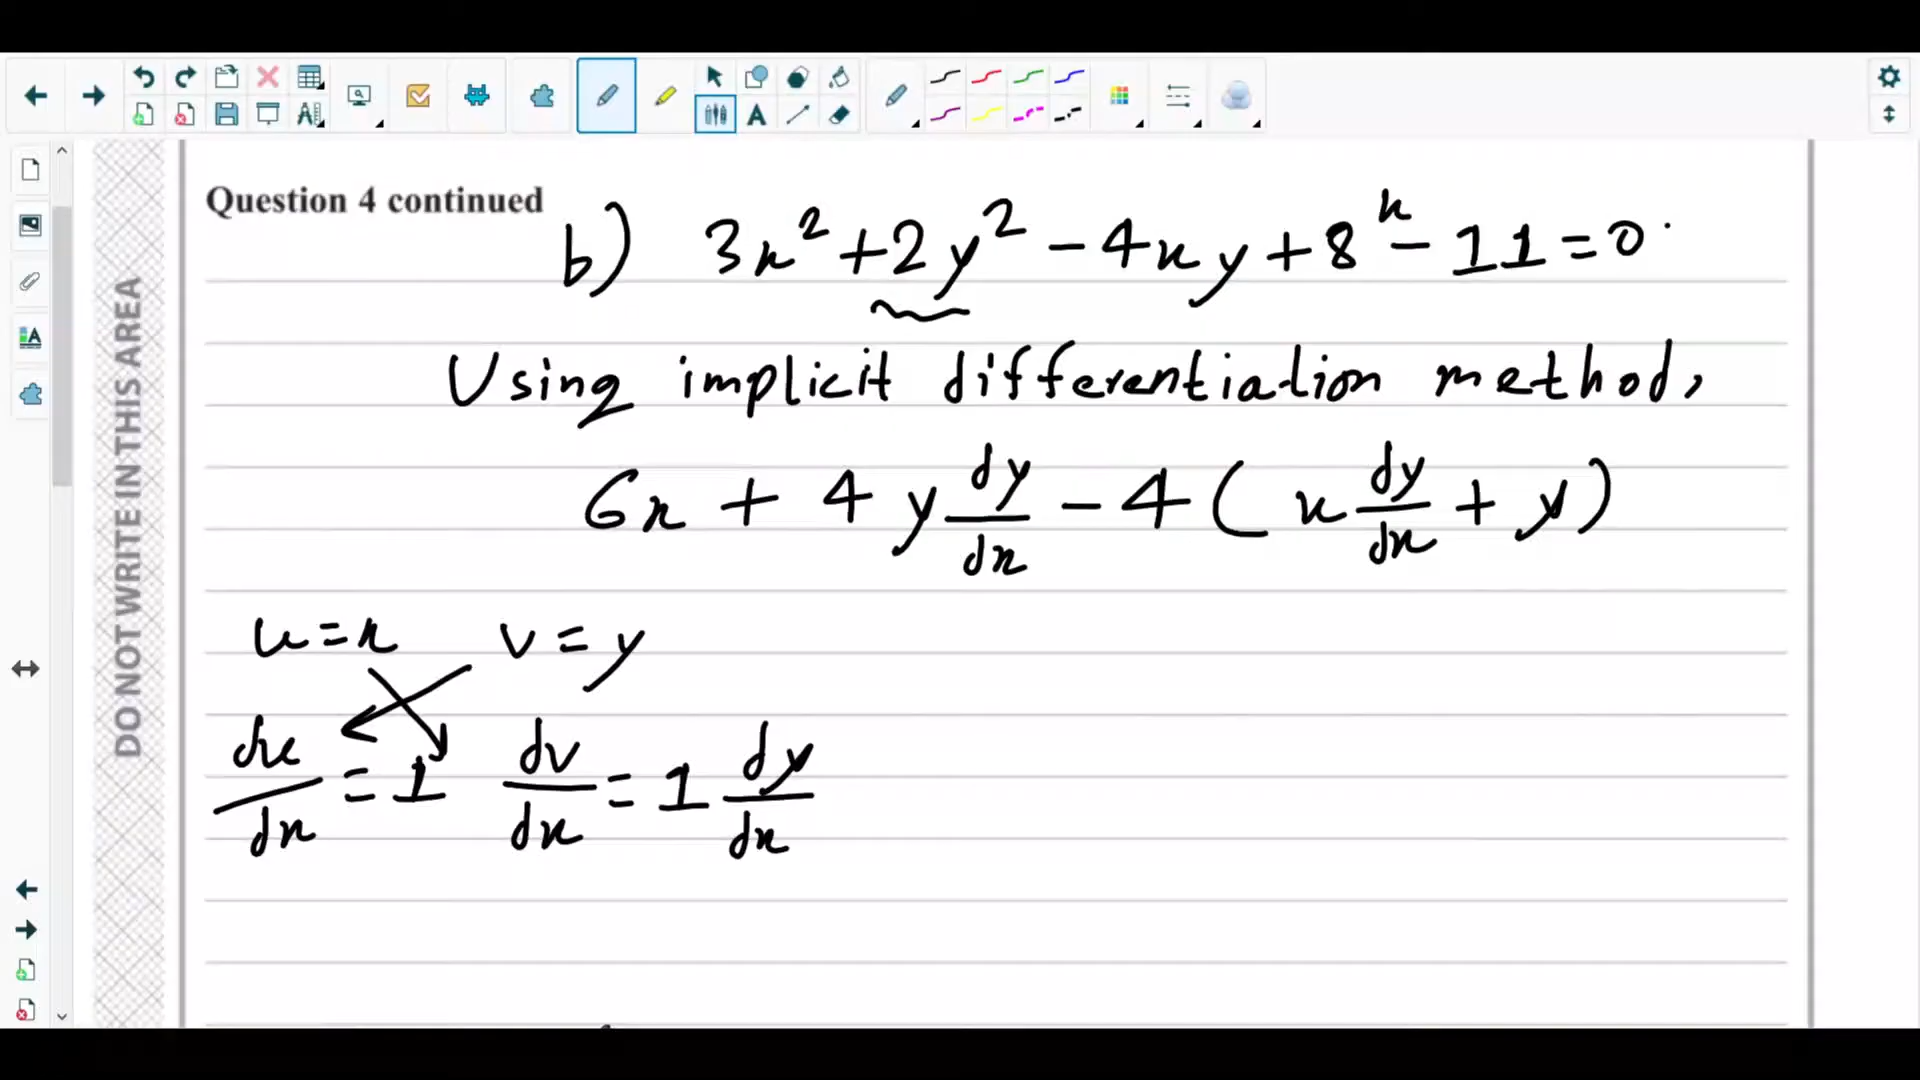 Question 4 continued
b) 3x² + 2y² - 4xy + 8ˣ - 11 = 0
Using implicit differentiation method,
6x + 4y dy/dx - 4 ( x dy/dx + y )
u = x v = y
du/dx = 1 dv/dx = 1 dy/dx
DO NOT WRITE IN THIS AREA